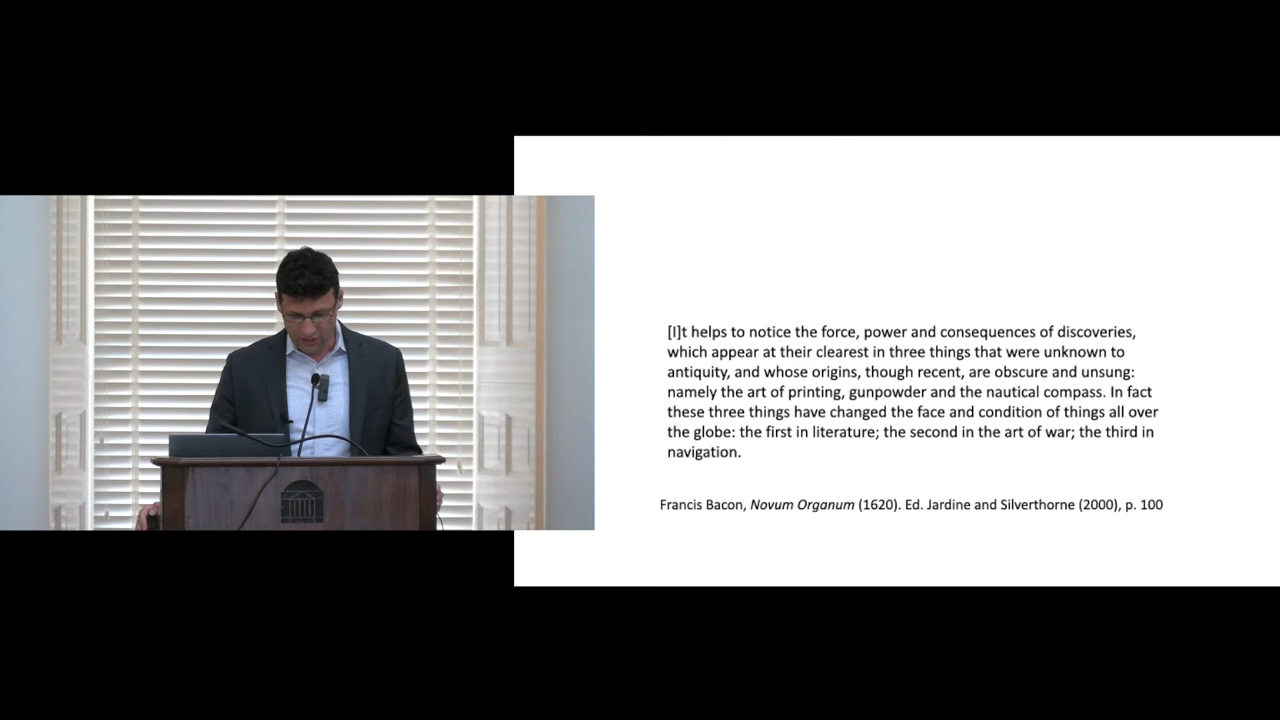 [I]t helps to notice the force, power and consequences of discoveries,
which appear at their clearest in three things that were unknown to
antiquity, and whose origins, though recent, are obscure and unsung:
namely the art of printing, gunpowder and the nautical compass. In fact
these three things have changed the face and condition of things all over
the globe: the first in literature; the second in the art of war; the third in
navigation.
Francis Bacon, Novum Organum (1620). Ed. Jardine and Silverthorne (2000), p. 100